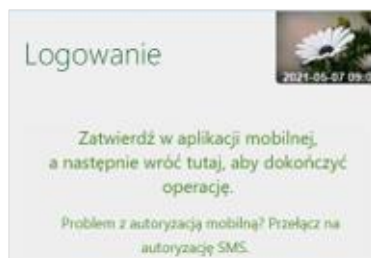 Logowanie
2021-05-07 09:0
Zatwierdź w aplikacji mobilnej,
a następnie wróć tutaj, aby dokończyć
operację.
Problem z autoryzacją mobilną? Przełącz na
autoryzację SMS.